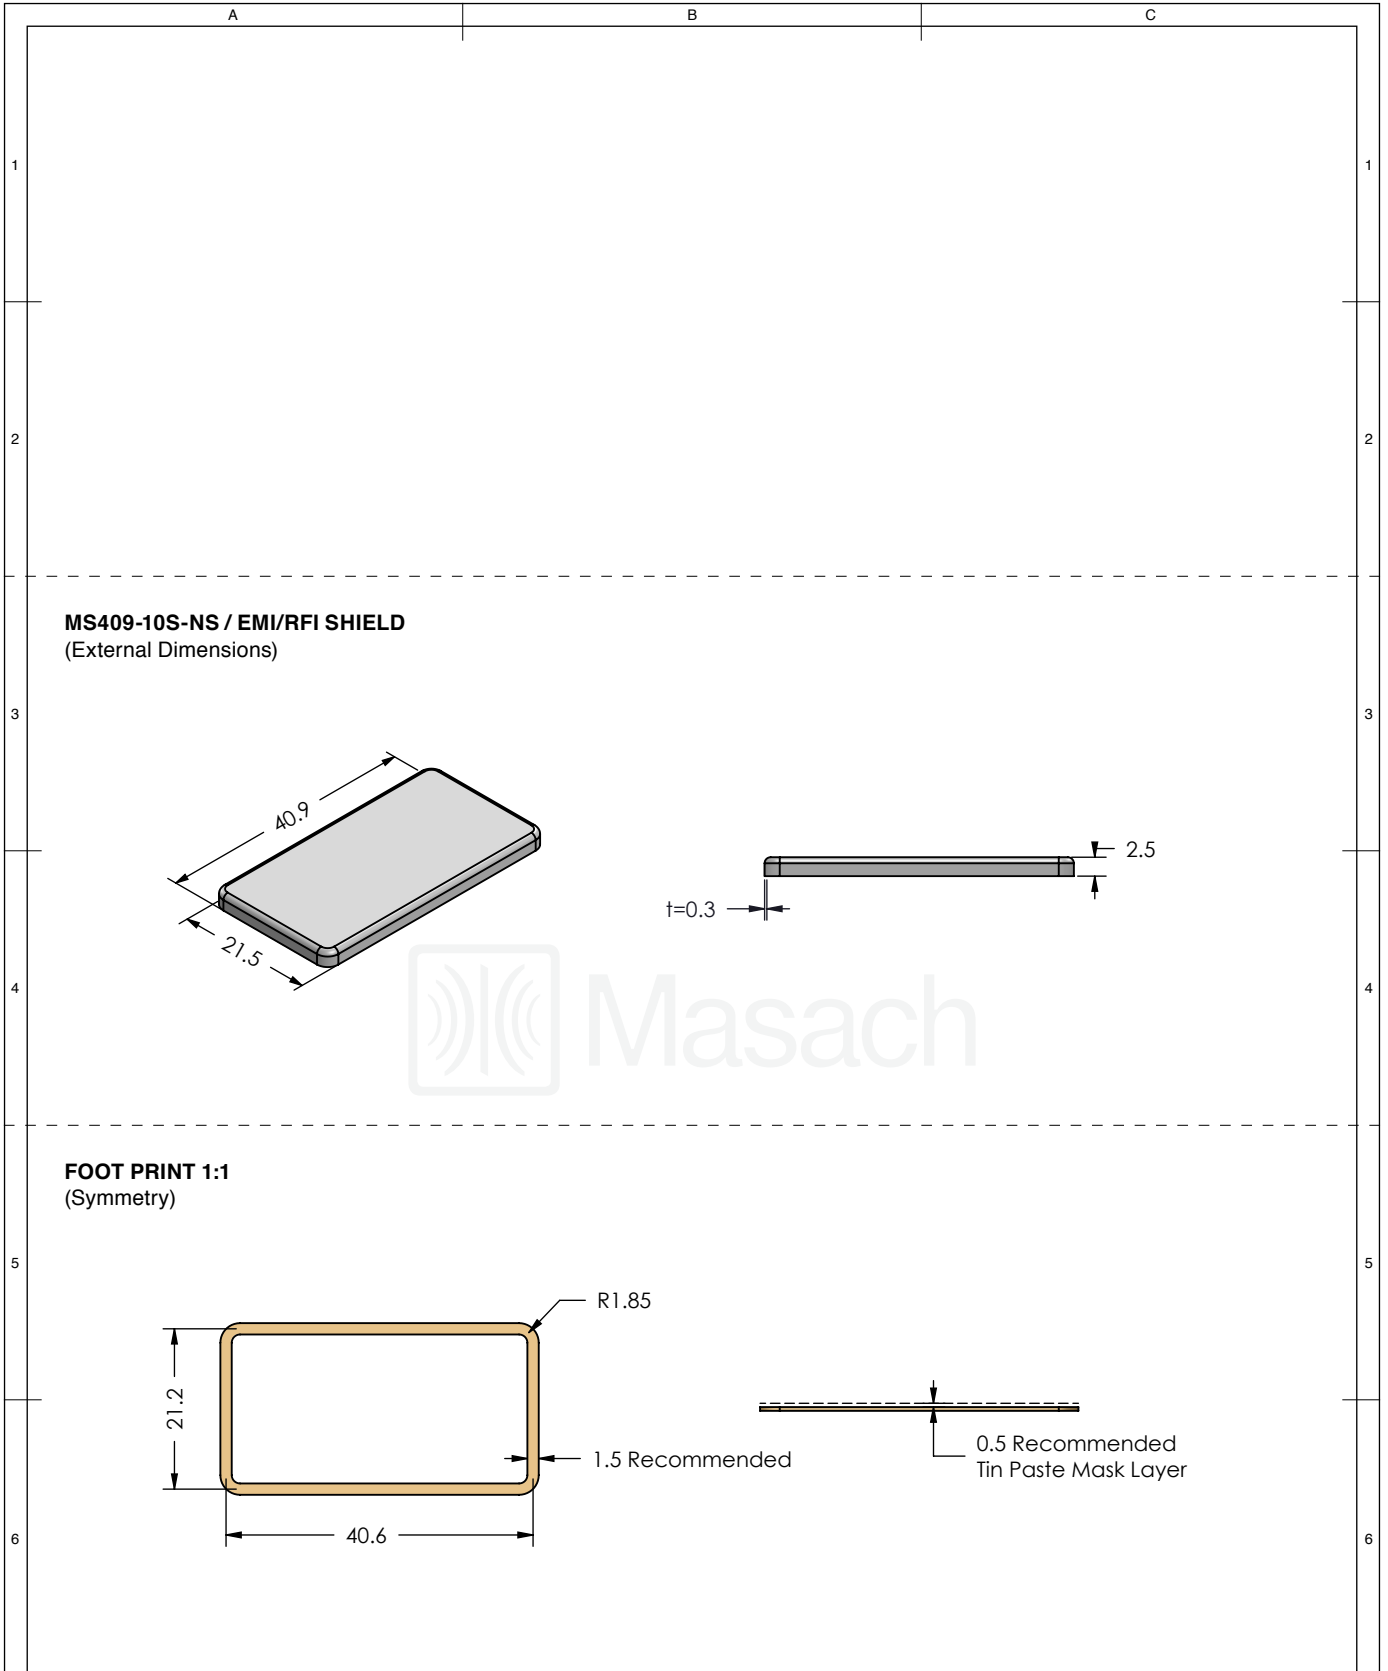 A B C
1 1
2 2
MS409-10S-NS / EMI/RFI SHIELD
(External Dimensions)
3 3
40.9
21.5
2.5
t=0.3
Masach
4 4
FOOT PRINT 1:1
(Symmetry)
5 5
R1.85
21.2
1.5 Recommended
0.5 Recommended
Tin Paste Mask Layer
40.6
6 6